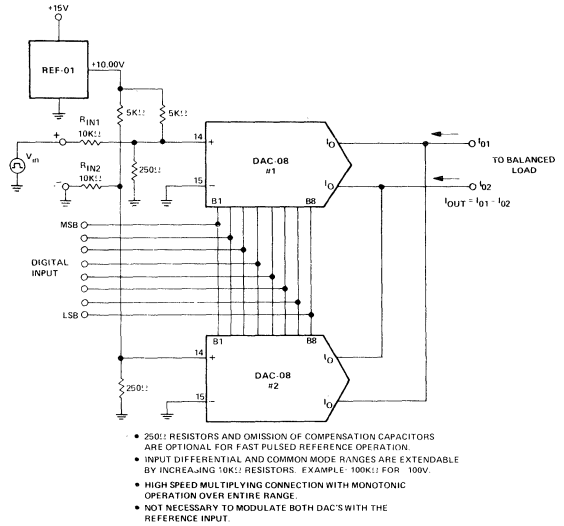 +15V
REF-01
+10.00V
5KΩ
5KΩ
RIN1
10KΩ
+
Vin
RIN2
10KΩ
-
250Ω
14
+
15
-
DAC-08
#1
IO
IO
B1
B8
IO1
TO BALANCED
LOAD
IO2
IOUT = IO1 - IO2
MSB
DIGITAL
INPUT
LSB
B1
B8
14
+
DAC-08
#2
15
-
IO
IO
250Ω
• 250Ω RESISTORS AND OMISSION OF COMPENSATION CAPACITORS
ARE OPTIONAL FOR FAST PULSED REFERENCE OPERATION.
• INPUT DIFFERENTIAL AND COMMON MODE RANGES ARE EXTENDABLE
BY INCREASING 10KΩ RESISTORS. EXAMPLE- 100KΩ FOR 100V.
• HIGH SPEED MULTIPLYING CONNECTION WITH MONOTONIC
OPERATION OVER ENTIRE RANGE.
• NOT NECESSARY TO MODULATE BOTH DAC'S WITH THE
REFERENCE INPUT.